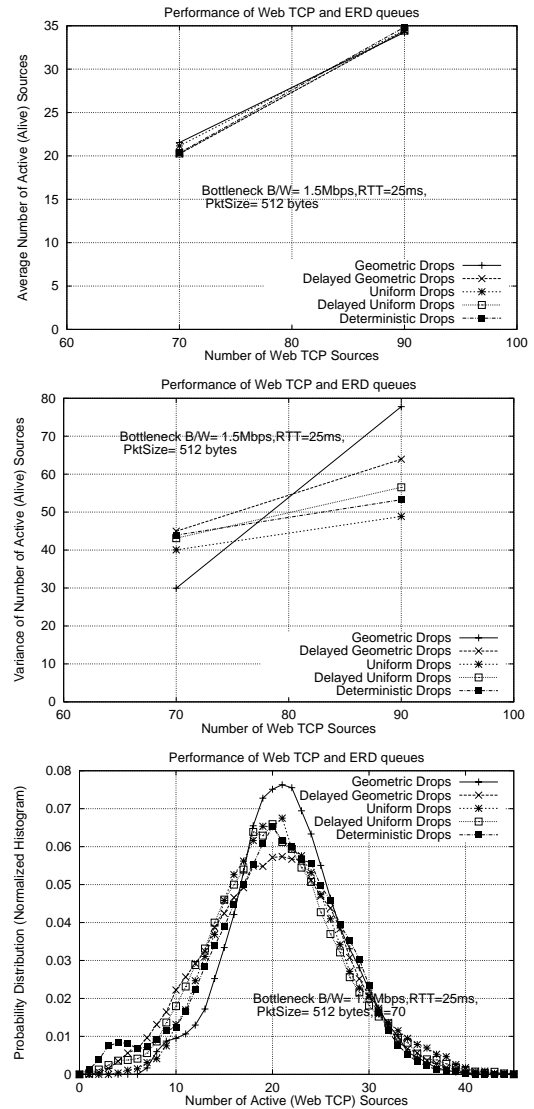 Performance of Web TCP and ERD queues
35
30
25
20
15
10
5
0
60
70
80
90
100
Average Number of Active (Alive) Sources
Number of Web TCP Sources
Bottleneck B/W= 1.5Mbps,RTT=25ms,
PktSize= 512 bytes
Geometric Drops
Delayed Geometric Drops
Uniform Drops
Delayed Uniform Drops
Deterministic Drops
Performance of Web TCP and ERD queues
80
70
60
50
40
30
20
10
0
60
70
80
90
100
Variance of Number of Active (Alive) Sources
Number of Web TCP Sources
Bottleneck B/W= 1.5Mbps,RTT=25ms,
PktSize= 512 bytes
Geometric Drops
Delayed Geometric Drops
Uniform Drops
Delayed Uniform Drops
Deterministic Drops
Performance of Web TCP and ERD queues
0.08
0.07
0.06
0.05
0.04
0.03
0.02
0.01
0
0
10
20
30
40
Probability Distribution (Normalized Histogram)
Number of Active (Web TCP) Sources
Geometric Drops
Delayed Geometric Drops
Uniform Drops
Delayed Uniform Drops
Deterministic Drops
Bottleneck B/W=
PktSize= 512 bytes,